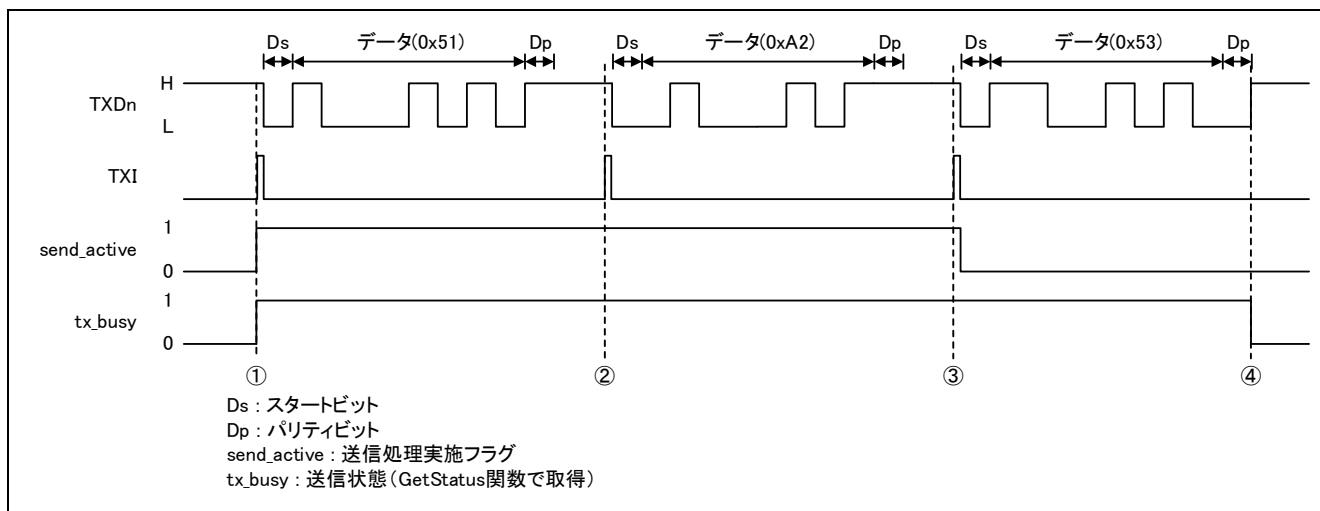 Ds データ(0x51) Dp Ds データ(0xA2) Dp Ds データ(0x53) Dp
H
TXDn
L
TXI
1
send_active
0
1
tx_busy
0
① ② ③ ④
Ds : スタートビット
Dp : パリティビット
send_active : 送信処理実施フラグ
tx_busy : 送信状態(GetStatus関数で取得)